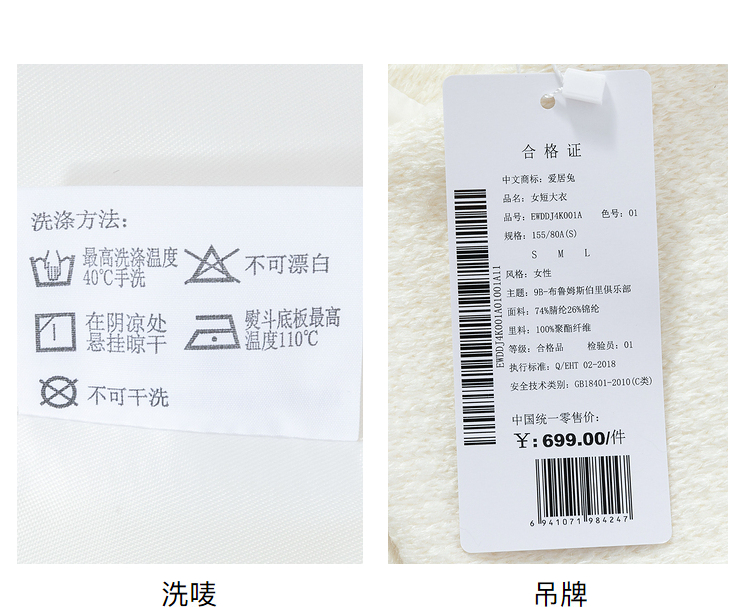 洗涤方法:
最高洗涤温度
40℃手洗
不可漂白
在阴凉处
悬挂晾干
熨斗底板最高
温度110℃
不可干洗
合格证
中文商标: 爱居兔
品名: 女短大衣
品号: EWDDJ4K001A 色号: 01
规格: 155/80A(S)
S M L
风格: 女性
主题: 9B-布鲁姆斯伯里俱乐部
面料: 74%腈纶26%锦纶
里料: 100%聚酯纤维
等级: 合格品 检验员: 01
执行标准: Q/EHT 02-2018
安全技术类别: GB18401-2010(C类)
EWDDJ4K001A01001A11
中国统一零售价:
¥: 699.00/件
6 941071 984247
洗唛
吊牌